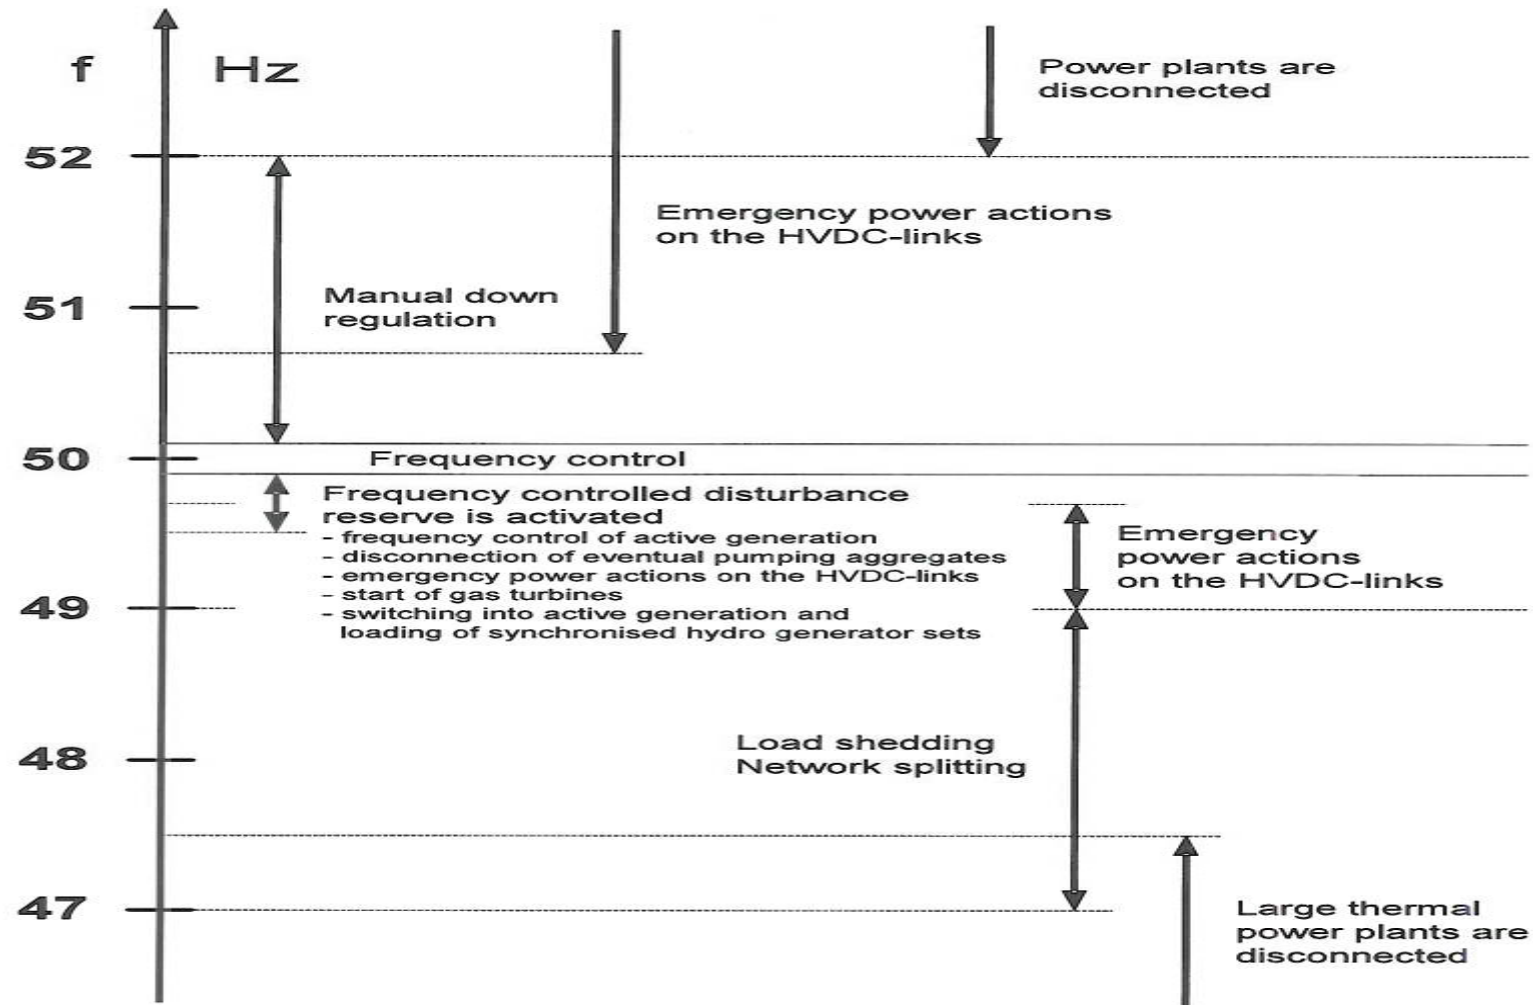 f Hz
Power plants are
disconnected
52
Emergency power actions
on the HVDC-links
51
Manual down
regulation
50
Frequency control
Frequency controlled disturbance
reserve is activated
- frequency control of active generation
- disconnection of eventual pumping aggregates
- emergency power actions on the HVDC-links
- start of gas turbines
- switching into active generation and
loading of synchronised hydro generator sets
Emergency
power actions
on the HVDC-links
49
Load shedding
Network splitting
48
47
Large thermal
power plants are
disconnected